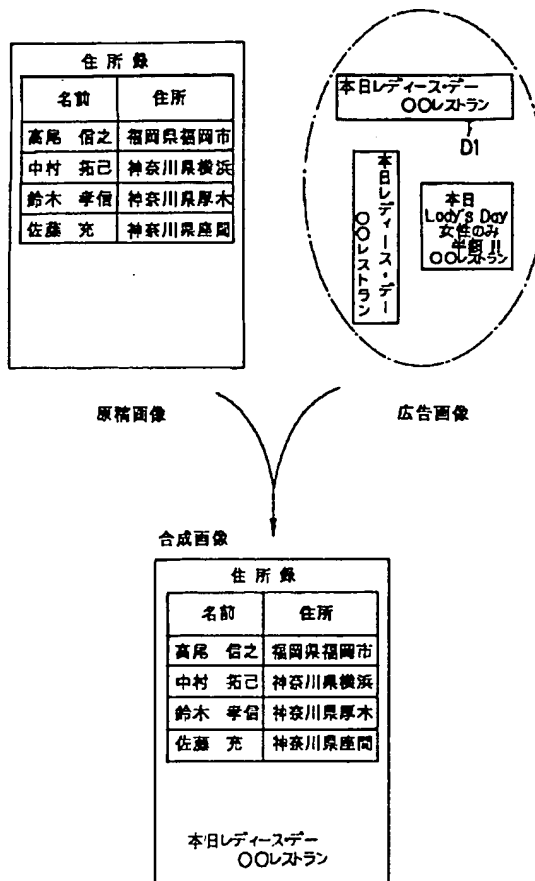 住所録
名前 住所
高尾 信之 福岡県福岡市
中村 拓己 神奈川県横浜
鈴木 孝信 神奈川県厚木
佐藤 充 神奈川県座間
本日レディース・デー
〇〇レストラン
D1
本日レディース・デー
〇〇レストラン
本日
Lady's Day
女性のみ
半額!!
〇〇レストラン
原稿画像
広告画像
合成画像
住所録
名前 住所
高尾 信之 福岡県福岡市
中村 拓己 神奈川県横浜
鈴木 孝信 神奈川県厚木
佐藤 充 神奈川県座間
本日レディースデー
〇〇レストラン